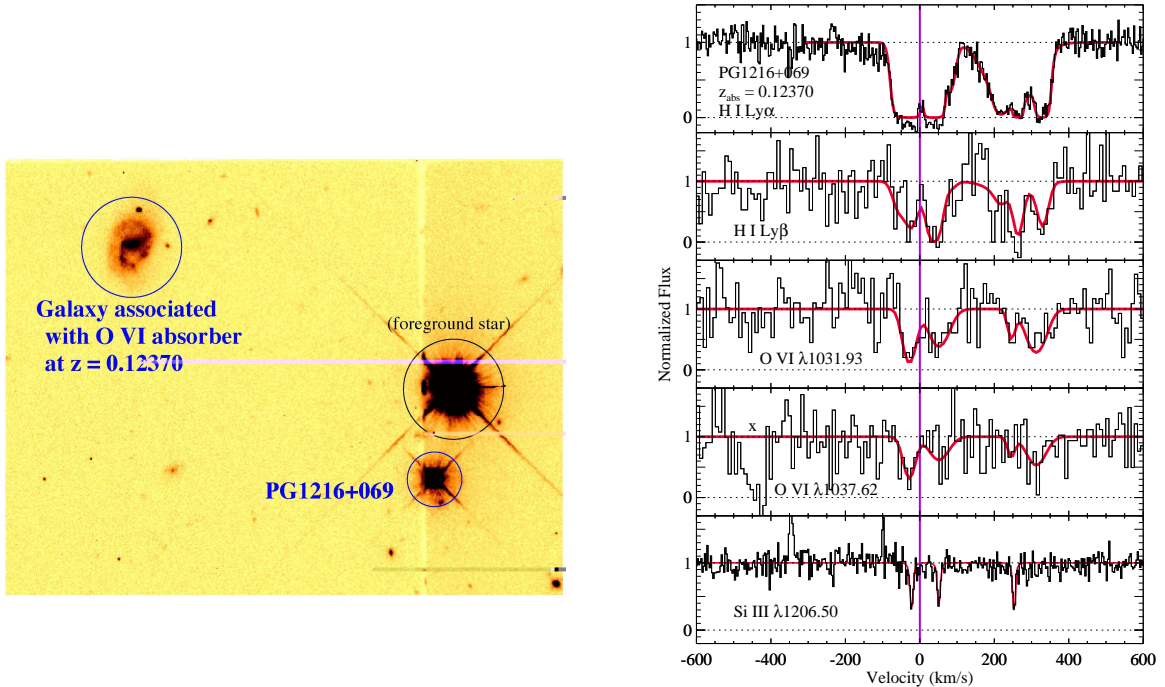 Galaxy associated
with O VI absorber
at z = 0.12370
(foreground star)
PG1216+069
PG1216+069
z_abs = 0.12370
H I Lyα
1
0
H I Lyβ
1
0
O VI λ1031.93
1
0
x
O VI λ1037.62
1
0
Si III λ1206.50
1
0
Normalized Flux
-600 -400 -200 0 200 400 600
Velocity (km/s)